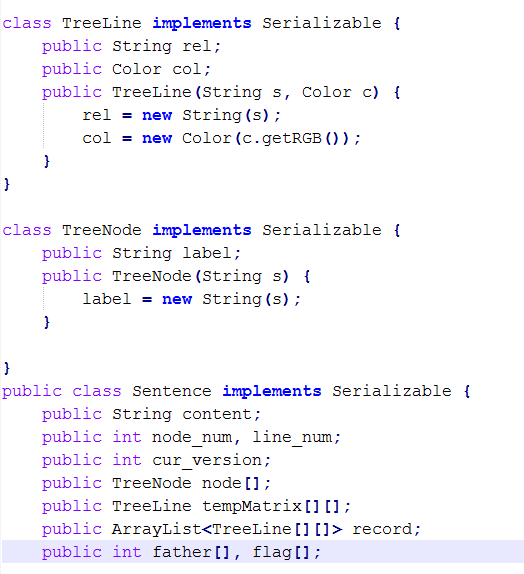 class TreeLine implements Serializable {
    public String rel;
    public Color col;
    public TreeLine(String s, Color c) {
        rel = new String(s);
        col = new Color(c.getRGB());
    }
}

class TreeNode implements Serializable {
    public String label;
    public TreeNode(String s) {
        label = new String(s);
    }

}
public class Sentence implements Serializable {
    public String content;
    public int node_num, line_num;
    public int cur_version;
    public TreeNode node[];
    public TreeLine tempMatrix[][];
    public ArrayList<TreeLine[][]> record;
    public int father[], flag[];